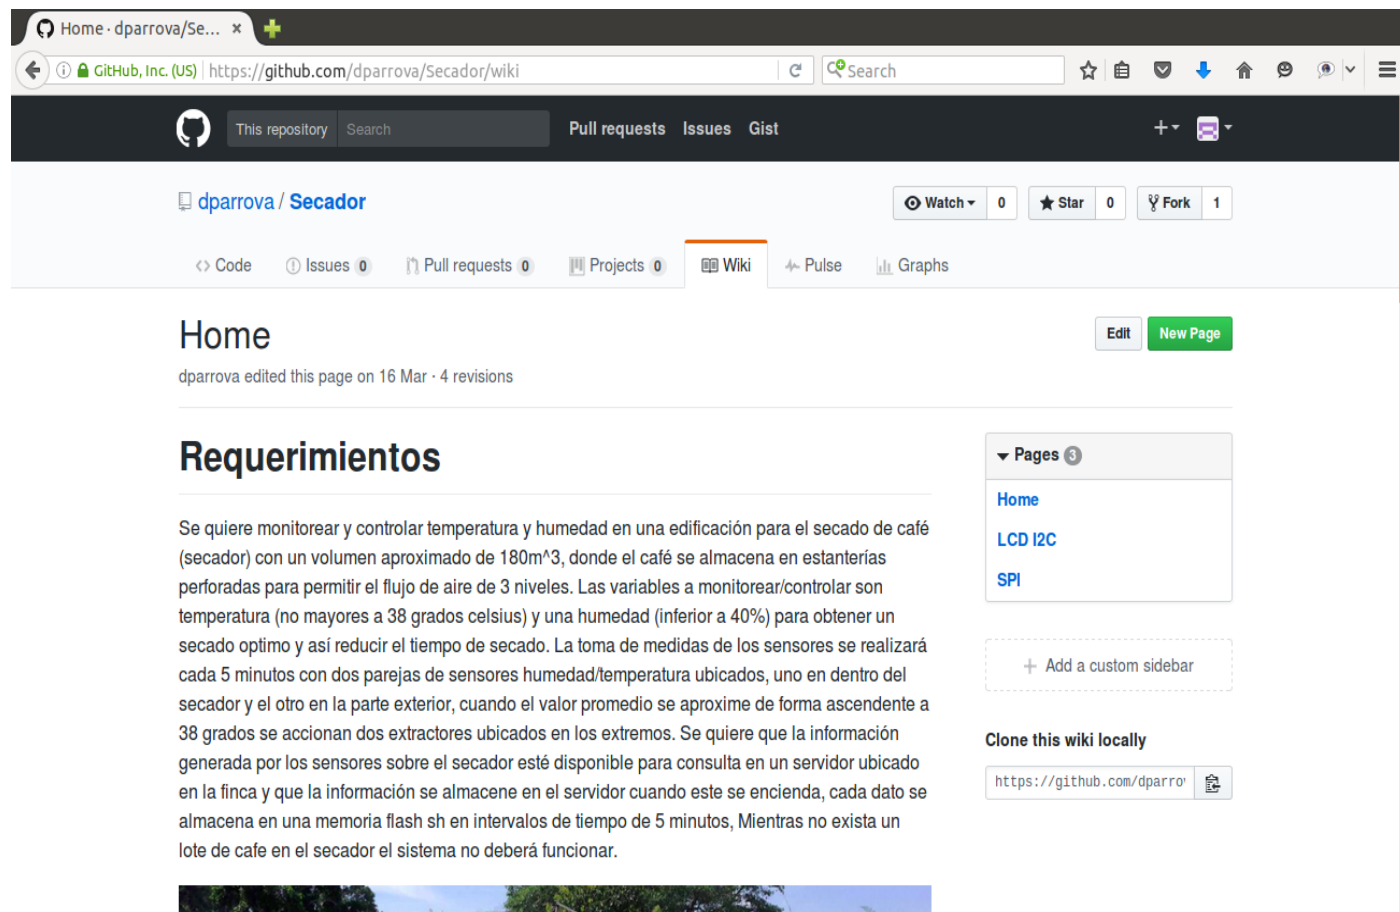 Home · dparrova/Se...
GitHub, Inc. (US) https://github.com/dparrova/Secador/wiki Search
This repository Search Pull requests Issues Gist
dparrova / Secador Watch 0 Star 0 Fork 1
Code Issues 0 Pull requests 0 Projects 0 Wiki Pulse Graphs
Home Edit New Page
dparrova edited this page on 16 Mar · 4 revisions
Requerimientos
Se quiere monitorear y controlar temperatura y humedad en una edificación para el secado de café
(secador) con un volumen aproximado de 180m^3, donde el café se almacena en estanterías
perforadas para permitir el flujo de aire de 3 niveles. Las variables a monitorear/controlar son
temperatura (no mayores a 38 grados celsius) y una humedad (inferior a 40%) para obtener un
secado optimo y así reducir el tiempo de secado. La toma de medidas de los sensores se realizará
cada 5 minutos con dos parejas de sensores humedad/temperatura ubicados, uno en dentro del
secador y el otro en la parte exterior, cuando el valor promedio se aproxime de forma ascendente a
38 grados se accionan dos extractores ubicados en los extremos. Se quiere que la información
generada por los sensores sobre el secador esté disponible para consulta en un servidor ubicado
en la finca y que la información se almacene en el servidor cuando este se encienda, cada dato se
almacena en una memoria flash sh en intervalos de tiempo de 5 minutos, Mientras no exista un
lote de cafe en el secador el sistema no deberá funcionar.
Pages 3
Home
LCD I2C
SPI
+ Add a custom sidebar
Clone this wiki locally
https://github.com/dparro